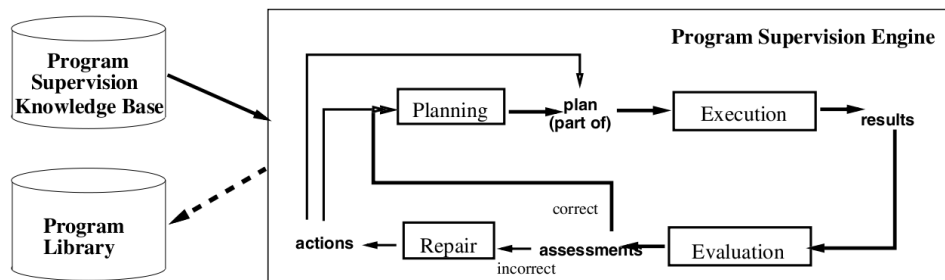 Program
Supervision
Knowledge Base
Program Supervision Engine
Planning
plan
(part of)
Execution
results
correct
actions
Repair
incorrect
assessments
Evaluation
Program
Library